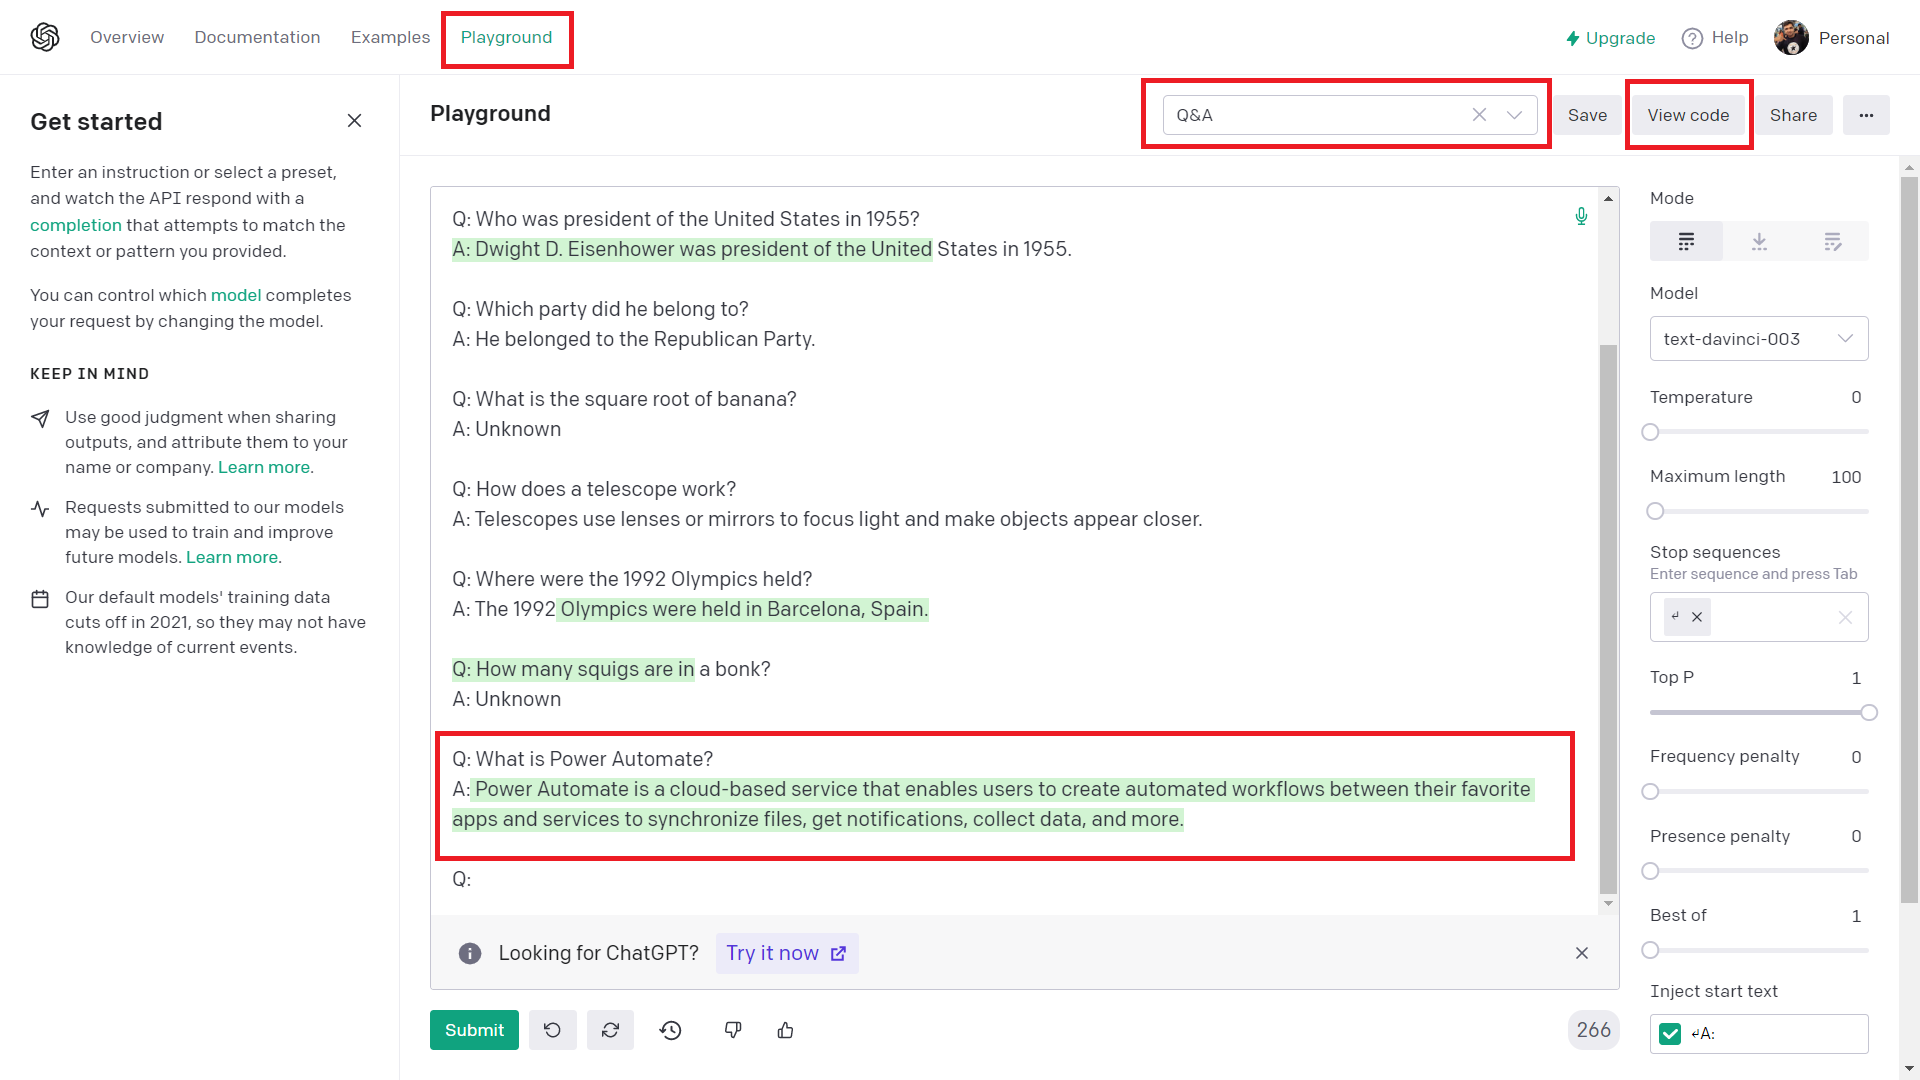 Overview Documentation Examples Playground
Upgrade Help Personal
Get started
Enter an instruction or select a preset,
and watch the API respond with a
completion that attempts to match the
context or pattern you provided.
You can control which model completes
your request by changing the model.
KEEP IN MIND
Use good judgment when sharing
outputs, and attribute them to your
name or company. Learn more.
Requests submitted to our models
may be used to train and improve
future models. Learn more.
Our default models' training data
cuts off in 2021, so they may not have
knowledge of current events.
Playground
Q&A
Save View code Share ...
Q: Who was president of the United States in 1955?
A: Dwight D. Eisenhower was president of the United States in 1955.
Q: Which party did he belong to?
A: He belonged to the Republican Party.
Q: What is the square root of banana?
A: Unknown
Q: How does a telescope work?
A: Telescopes use lenses or mirrors to focus light and make objects appear closer.
Q: Where were the 1992 Olympics held?
A: The 1992 Olympics were held in Barcelona, Spain.
Q: How many squigs are in a bonk?
A: Unknown
Q: What is Power Automate?
A: Power Automate is a cloud-based service that enables users to create automated workflows between their favorite
apps and services to synchronize files, get notifications, collect data, and more.
Q:
Looking for ChatGPT? Try it now
Submit
266
Mode
Model
text-davinci-003
Temperature 0
Maximum length 100
Stop sequences
Enter sequence and press Tab
↵
Top P 1
Frequency penalty 0
Presence penalty 0
Best of 1
Inject start text
↵A: